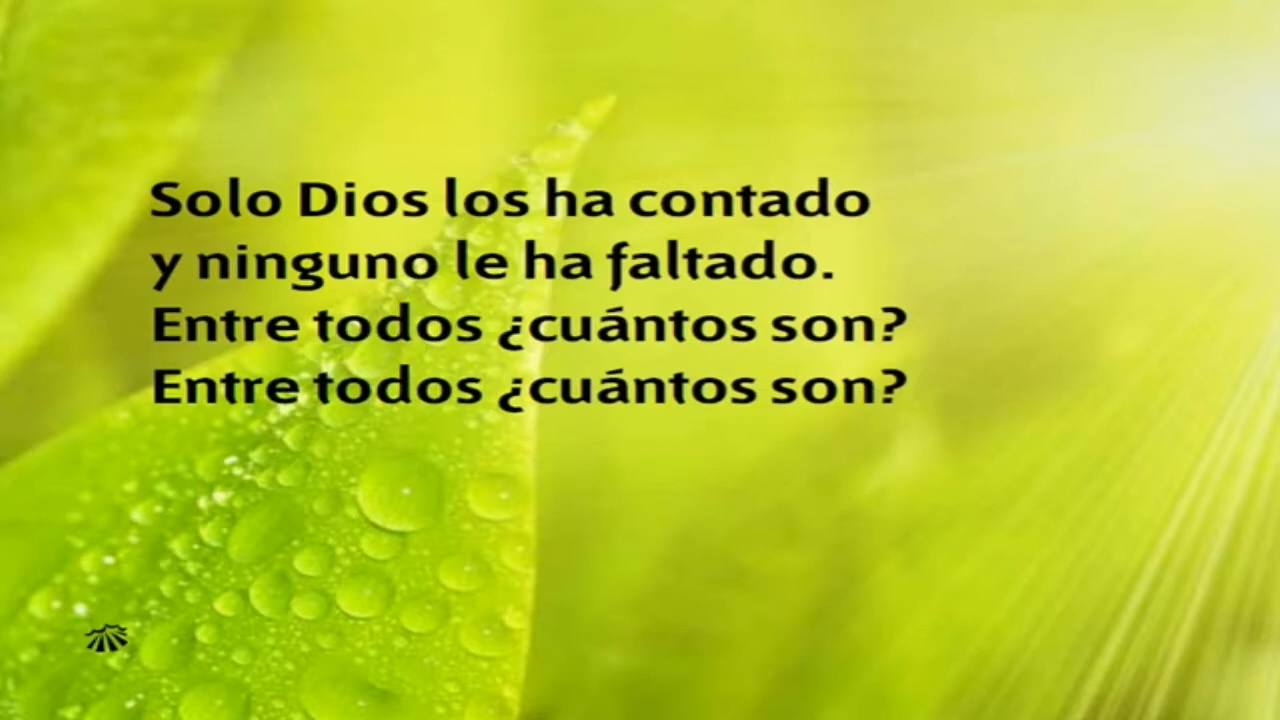 Solo Dios los ha contado
y ninguno le ha faltado.
Entre todos ¿cuántos son?
Entre todos ¿cuántos son?